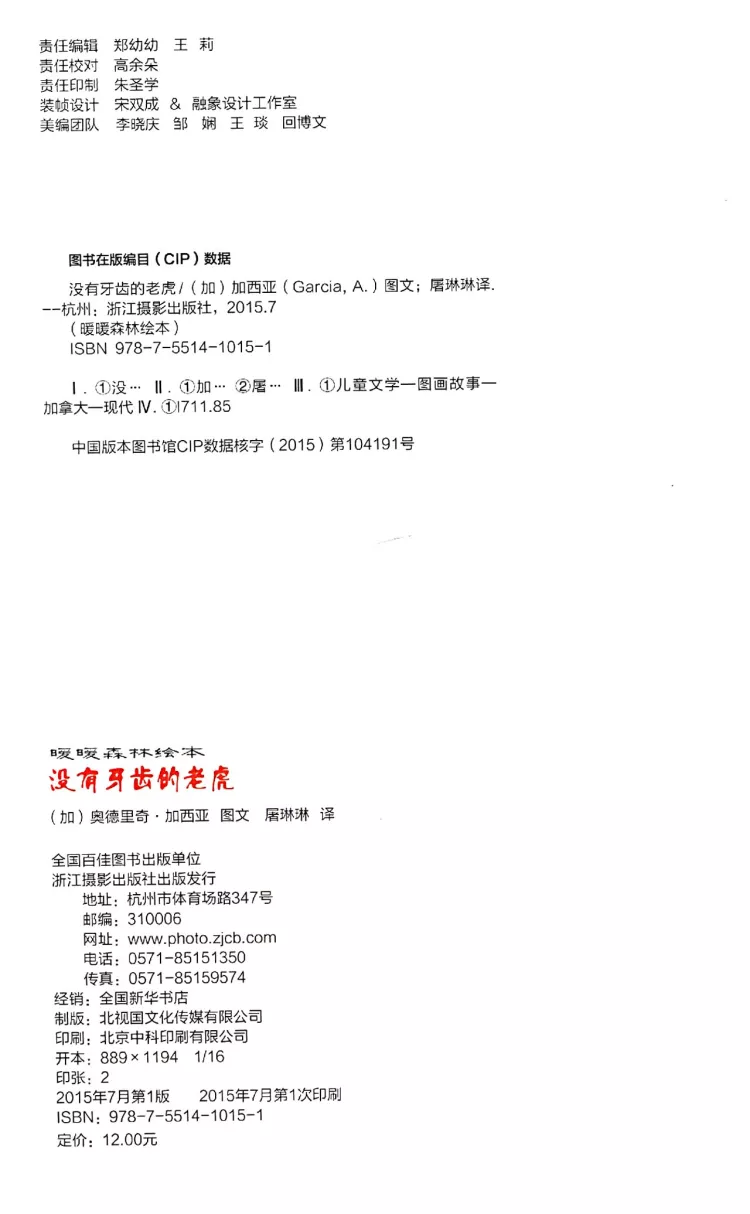 责任编辑 郑幼幼 王 莉
责任校对 高余朵
责任印制 朱圣学
装帧设计 宋双成 & 融象设计工作室
美编团队 李晓庆 邹 娴 王 琰 回博文
图书在版编目(CIP)数据
没有牙齿的老虎/(加)加西亚(Garcia, A.)图文;屠琳琳译.
--杭州:浙江摄影出版社,2015.7
(暖暖森林绘本)
ISBN 978-7-5514-1015-1
Ⅰ.①没… Ⅱ.①加… ②屠… Ⅲ.①儿童文学—图画故事—
加拿大—现代 Ⅳ.①I711.85
中国版本图书馆CIP数据核字(2015)第104191号
暖暖森林绘本
没有牙齿的老虎
(加)奥德里奇·加西亚 图文 屠琳琳 译
全国百佳图书出版单位
浙江摄影出版社出版发行
地址:杭州市体育场路347号
邮编:310006
网址:www.photo.zjcb.com
电话:0571-85151350
传真:0571-85159574
经销:全国新华书店
制版:北视国文化传媒有限公司
印刷:北京中科印刷有限公司
开本:889×1194 1/16
印张:2
2015年7月第1版 2015年7月第1次印刷
ISBN:978-7-5514-1015-1
定价:12.00元